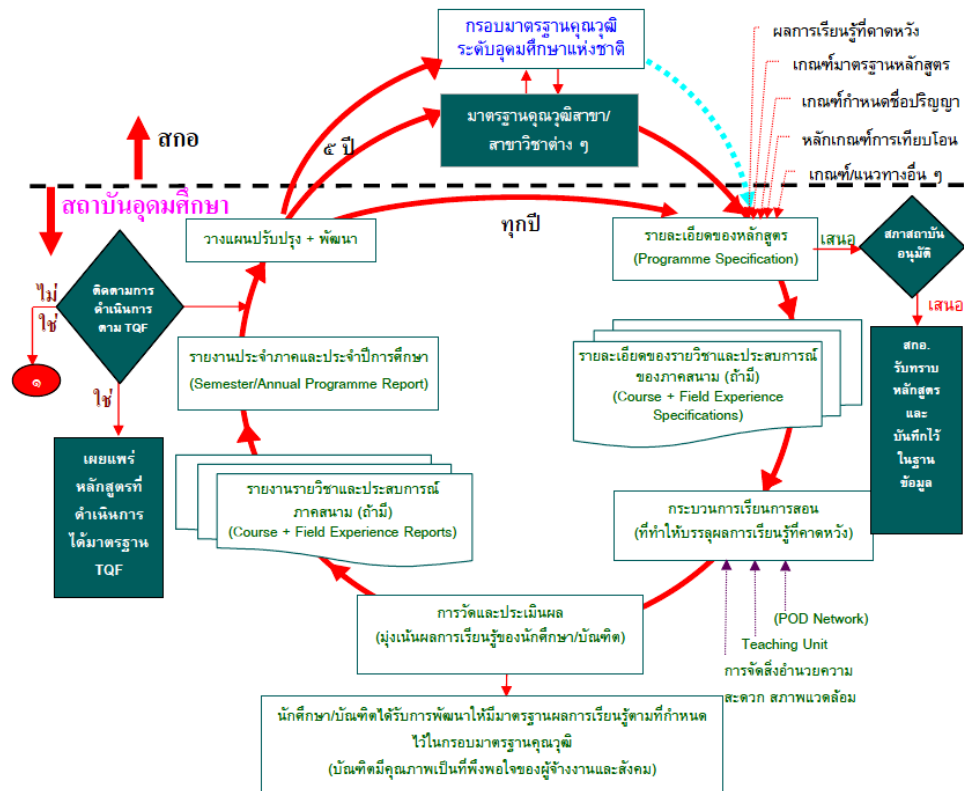 กรอบมาตรฐานคุณวุฒิ
ระดับอุดมศึกษาแห่งชาติ
มาตรฐานคุณวุฒิสาขา/
สาขาวิชาต่าง ๆ
ผลการเรียนรู้ที่คาดหวัง
เกณฑ์มาตรฐานหลักสูตร
เกณฑ์กำหนดชื่อปริญญา
หลักเกณฑ์การเทียบโอน
เกณฑ์/แนวทางอื่น ๆ
สกอ
๕ ปี
สถาบันอุดมศึกษา
วางแผนปรับปรุง + พัฒนา
ทุกปี
รายละเอียดของหลักสูตร
(Programme Specification)
เสนอ
สภาสถาบัน
อนุมัติ
เสนอ
สกอ.
รับทราบ
หลักสูตร
และ
บันทึกไว้
ในฐาน
ข้อมูล
ติดตามการ
ดำเนินการ
ตาม TQF
ไม่
ใช่
๑
ใช่
เผยแพร่
หลักสูตรที่
ดำเนินการ
ได้มาตรฐาน
TQF
รายงานประจำภาคและประจำปีการศึกษา
(Semester/Annual Programme Report)
รายละเอียดของรายวิชาและประสบการณ์
ของภาคสนาม (ถ้ามี)
(Course + Field Experience
Specifications)
รายงานรายวิชาและประสบการณ์
ภาคสนาม (ถ้ามี)
(Course + Field Experience Reports)
กระบวนการเรียนการสอน
(ที่ทำให้บรรลุผลการเรียนรู้ที่คาดหวัง)
(POD Network)
Teaching Unit
การจัดสิ่งอำนวยความ
สะดวก สภาพแวดล้อม
การวัดและประเมินผล
(มุ่งเน้นผลการเรียนรู้ของนักศึกษา/บัณฑิต)
นักศึกษา/บัณฑิตได้รับการพัฒนาให้มีมาตรฐานผลการเรียนรู้ตามที่กำหนด
ไว้ในกรอบมาตรฐานคุณวุฒิ
(บัณฑิตมีคุณภาพเป็นที่พึงพอใจของผู้จ้างงานและสังคม)